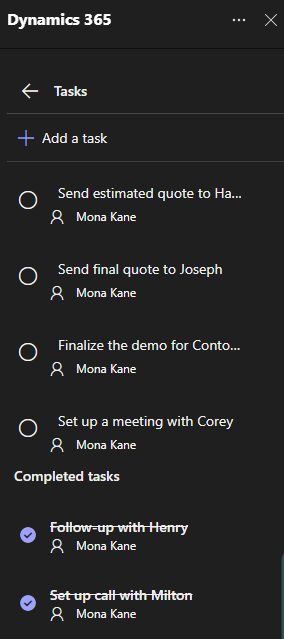 Dynamics 365
Tasks
Add a task
Send estimated quote to Ha...
Mona Kane
Send final quote to Joseph
Mona Kane
Finalize the demo for Conto...
Mona Kane
Set up a meeting with Corey
Mona Kane
Completed tasks
Follow-up with Henry
Mona Kane
Set up call with Milton
Mona Kane